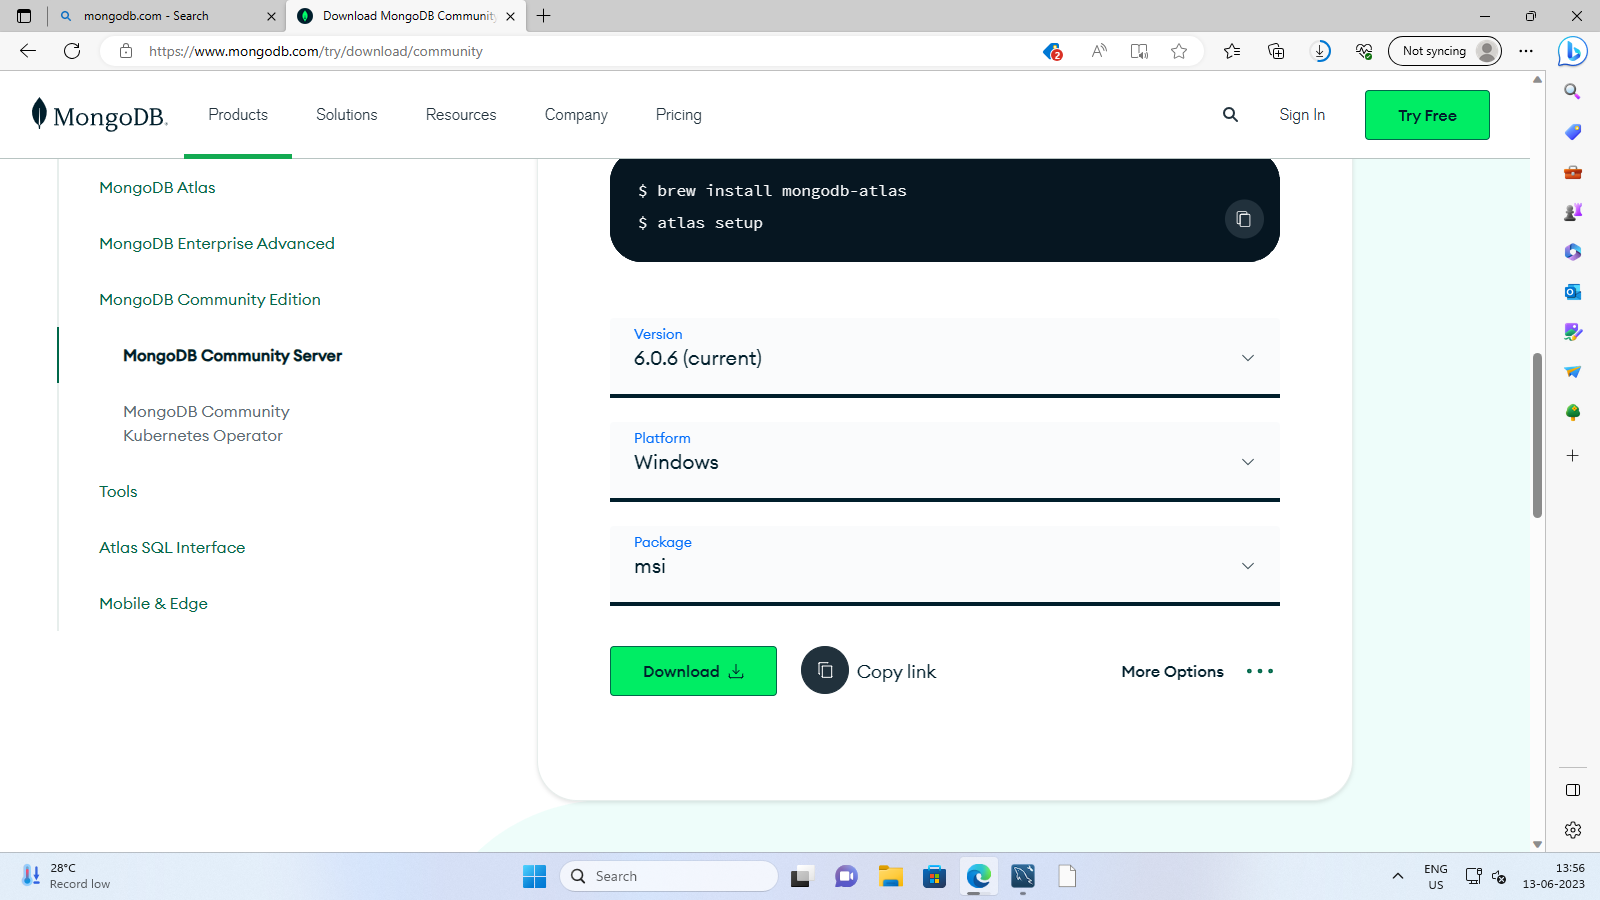 mongodb.com - Search
Download MongoDB Community
https://www.mongodb.com/try/download/community
2
Not syncing
MongoDB.
Products
Solutions
Resources
Company
Pricing
Sign In
Try Free
MongoDB Atlas
MongoDB Enterprise Advanced
MongoDB Community Edition
MongoDB Community Server
MongoDB Community
Kubernetes Operator
Tools
Atlas SQL Interface
Mobile & Edge
$ brew install mongodb-atlas
$ atlas setup
Version
6.0.6 (current)
Platform
Windows
Package
msi
Download
Copy link
More Options
28°C
Record low
Search
ENG
US
13:56
13-06-2023